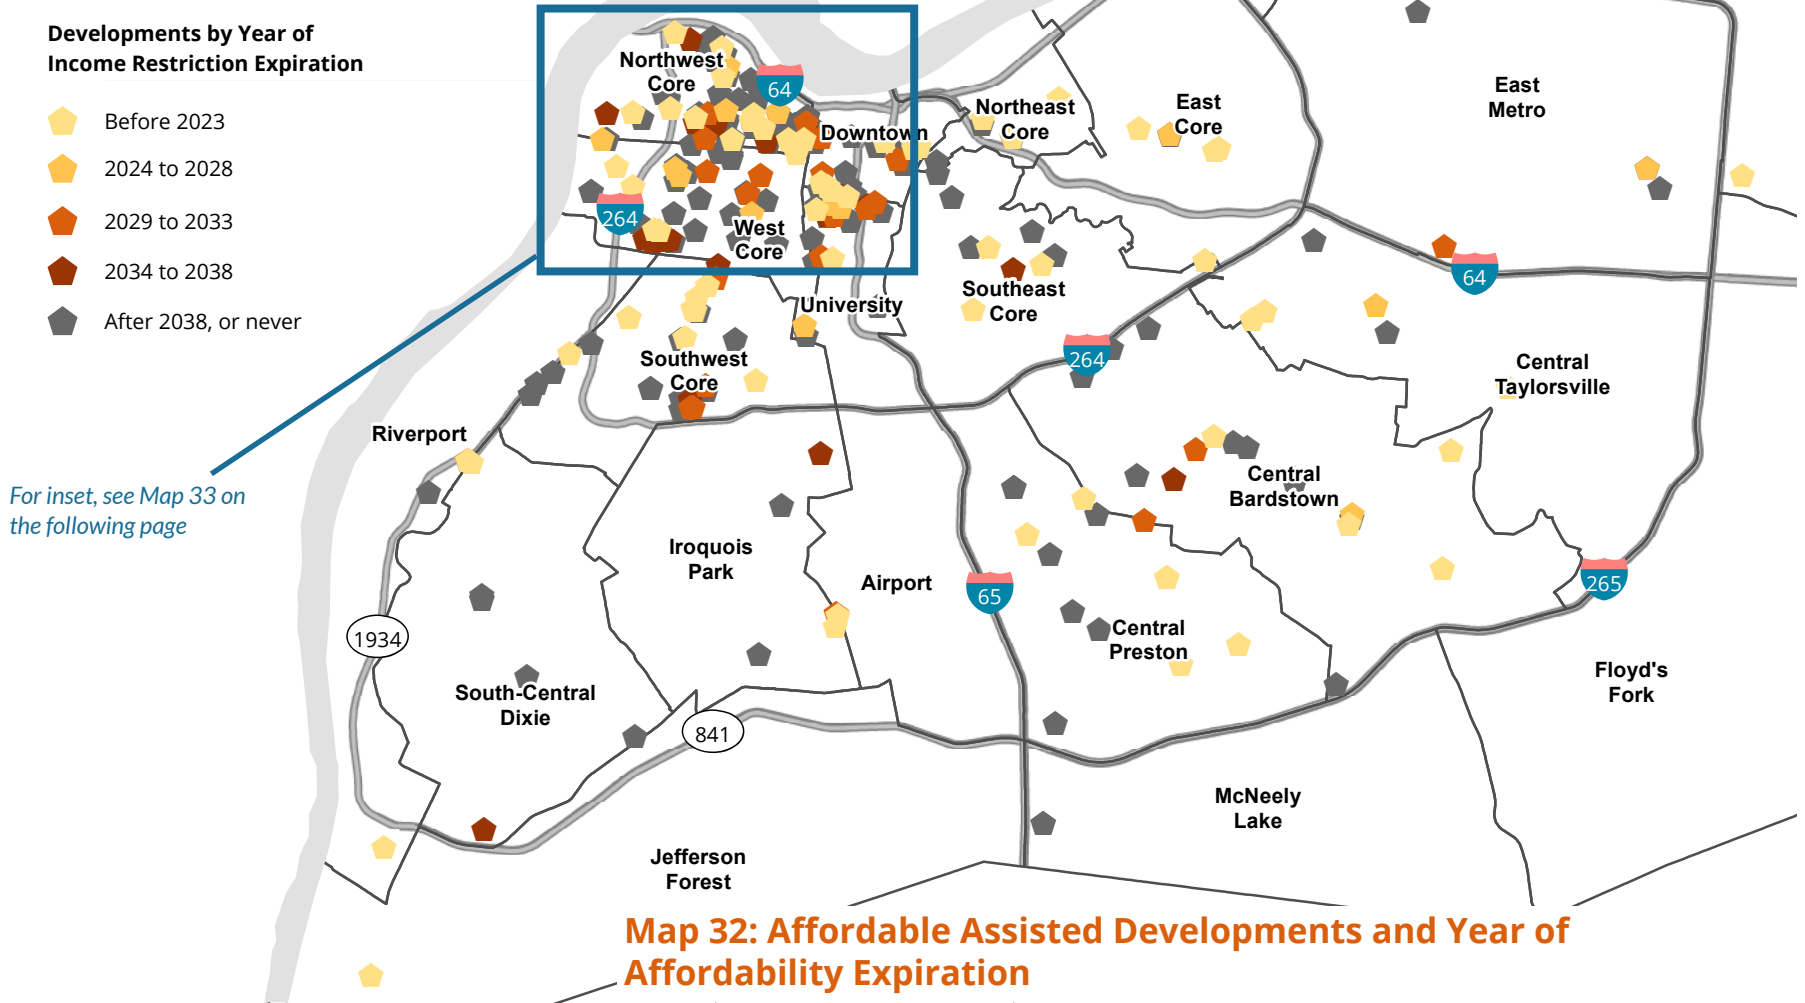 Developments by Year of
Income Restriction Expiration
Before 2023
2024 to 2028
2029 to 2033
2034 to 2038
After 2038, or never
For inset, see Map 33 on
the following page
Northwest
Core
64
Downtown
264
West
Core
Northeast
Core
East
Core
East
Metro
Southeast
Core
University
64
Southwest
Core
264
Central
Taylorsville
Riverport
Central
Bardstown
Iroquois
Park
Airport
65
265
1934
Central
Preston
South-Central
Dixie
841
Floyd's
Fork
McNeely
Lake
Jefferson
Forest
Map 32: Affordable Assisted Developments and Year of
Affordability Expiration